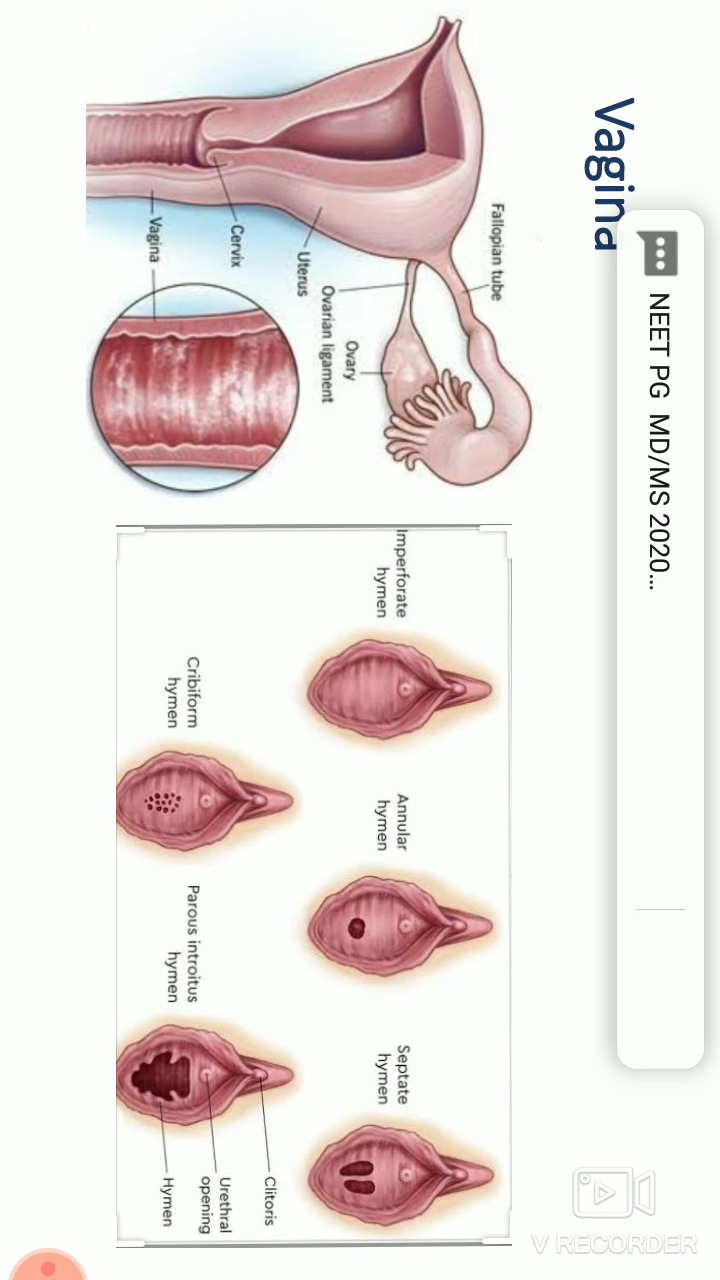 Vagina
NEET PG MD/MS 2020...
Fallopian tube
Ovary
Ovarian ligament
Uterus
Cervix
Vagina
Imperforate
hymen
Annular
hymen
Septate
hymen
Cribiform
hymen
Parous introitus
hymen
Clitoris
Urethral
opening
Hymen
V RECORDER